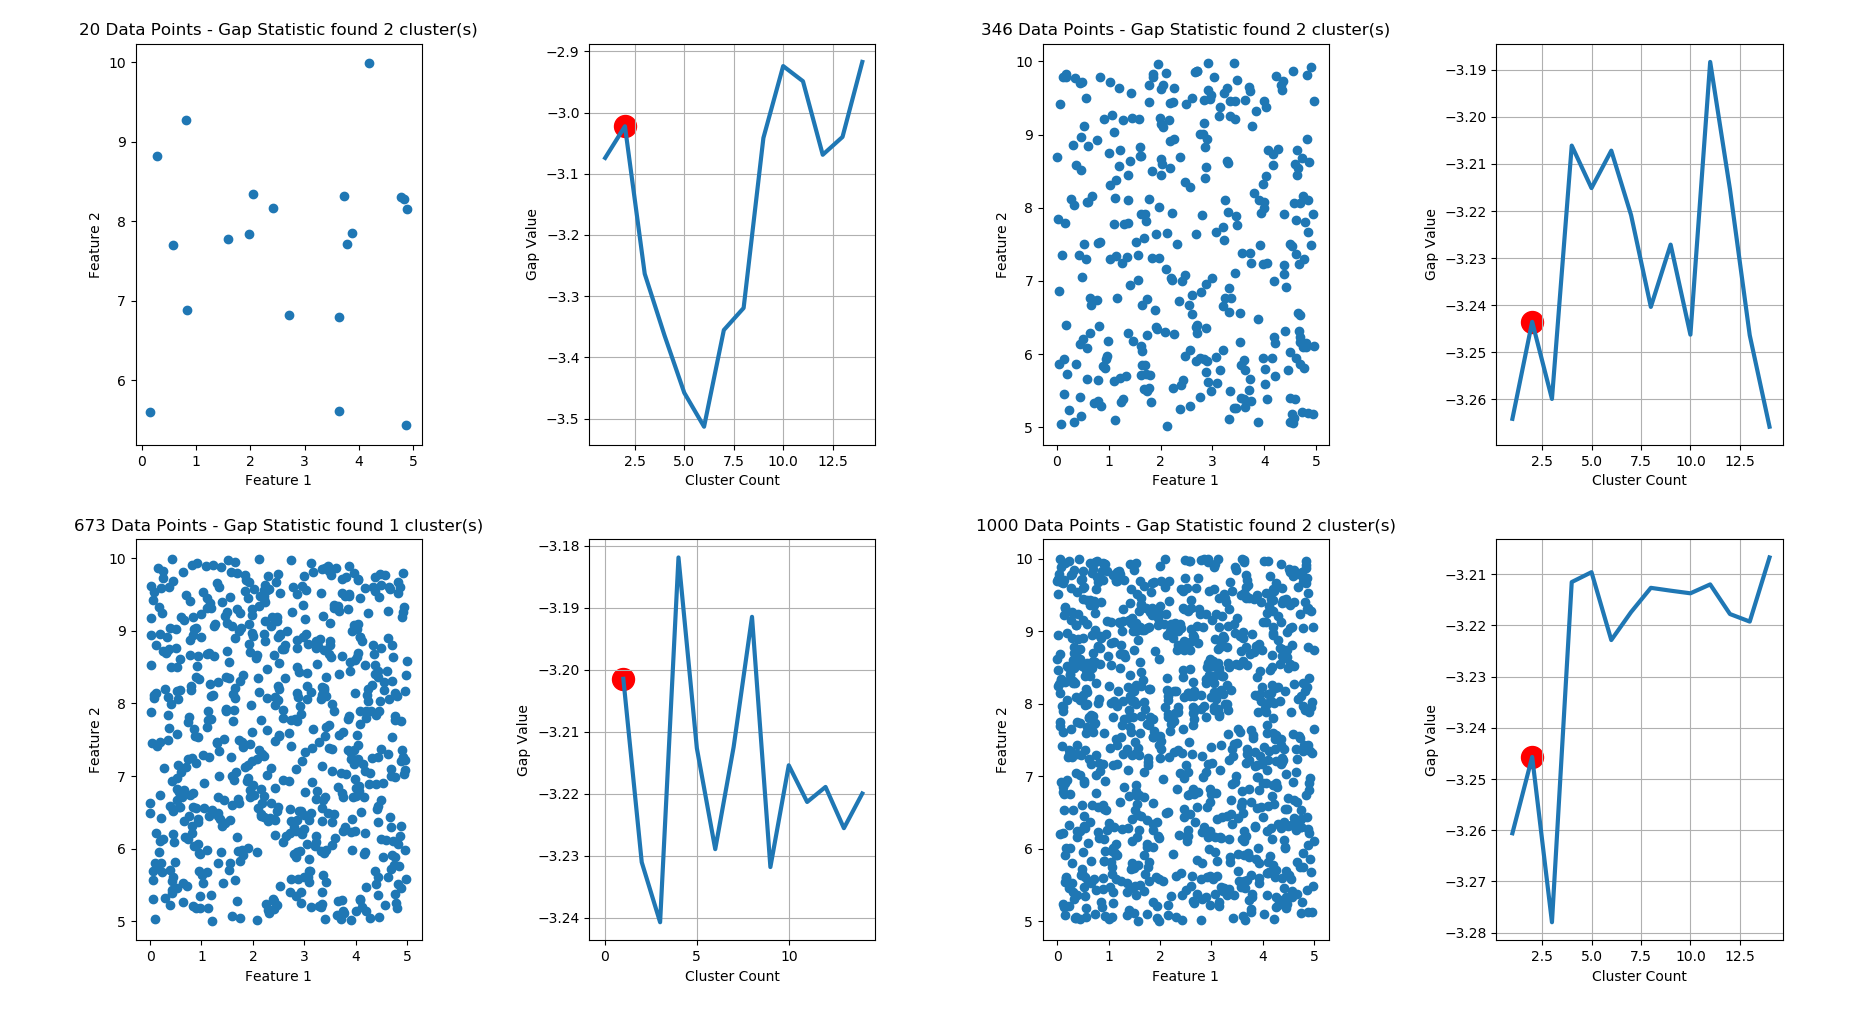 20 Data Points - Gap Statistic found 2 cluster(s)
10
9
8
7
6
Feature 2
0 1 2 3 4 5
Feature 1
−2.9
−3.0
−3.1
−3.2
−3.3
−3.4
−3.5
Gap Value
2.5 5.0 7.5 10.0 12.5
Cluster Count
346 Data Points - Gap Statistic found 2 cluster(s)
10
9
8
7
6
5
Feature 2
0 1 2 3 4 5
Feature 1
−3.19
−3.20
−3.21
−3.22
−3.23
−3.24
−3.25
−3.26
Gap Value
2.5 5.0 7.5 10.0 12.5
Cluster Count
673 Data Points - Gap Statistic found 1 cluster(s)
10
9
8
7
6
5
Feature 2
0 1 2 3 4 5
Feature 1
−3.18
−3.19
−3.20
−3.21
−3.22
−3.23
−3.24
Gap Value
0 5 10
Cluster Count
1000 Data Points - Gap Statistic found 2 cluster(s)
10
9
8
7
6
5
Feature 2
0 1 2 3 4 5
Feature 1
−3.21
−3.22
−3.23
−3.24
−3.25
−3.26
−3.27
−3.28
Gap Value
2.5 5.0 7.5 10.0 12.5
Cluster Count